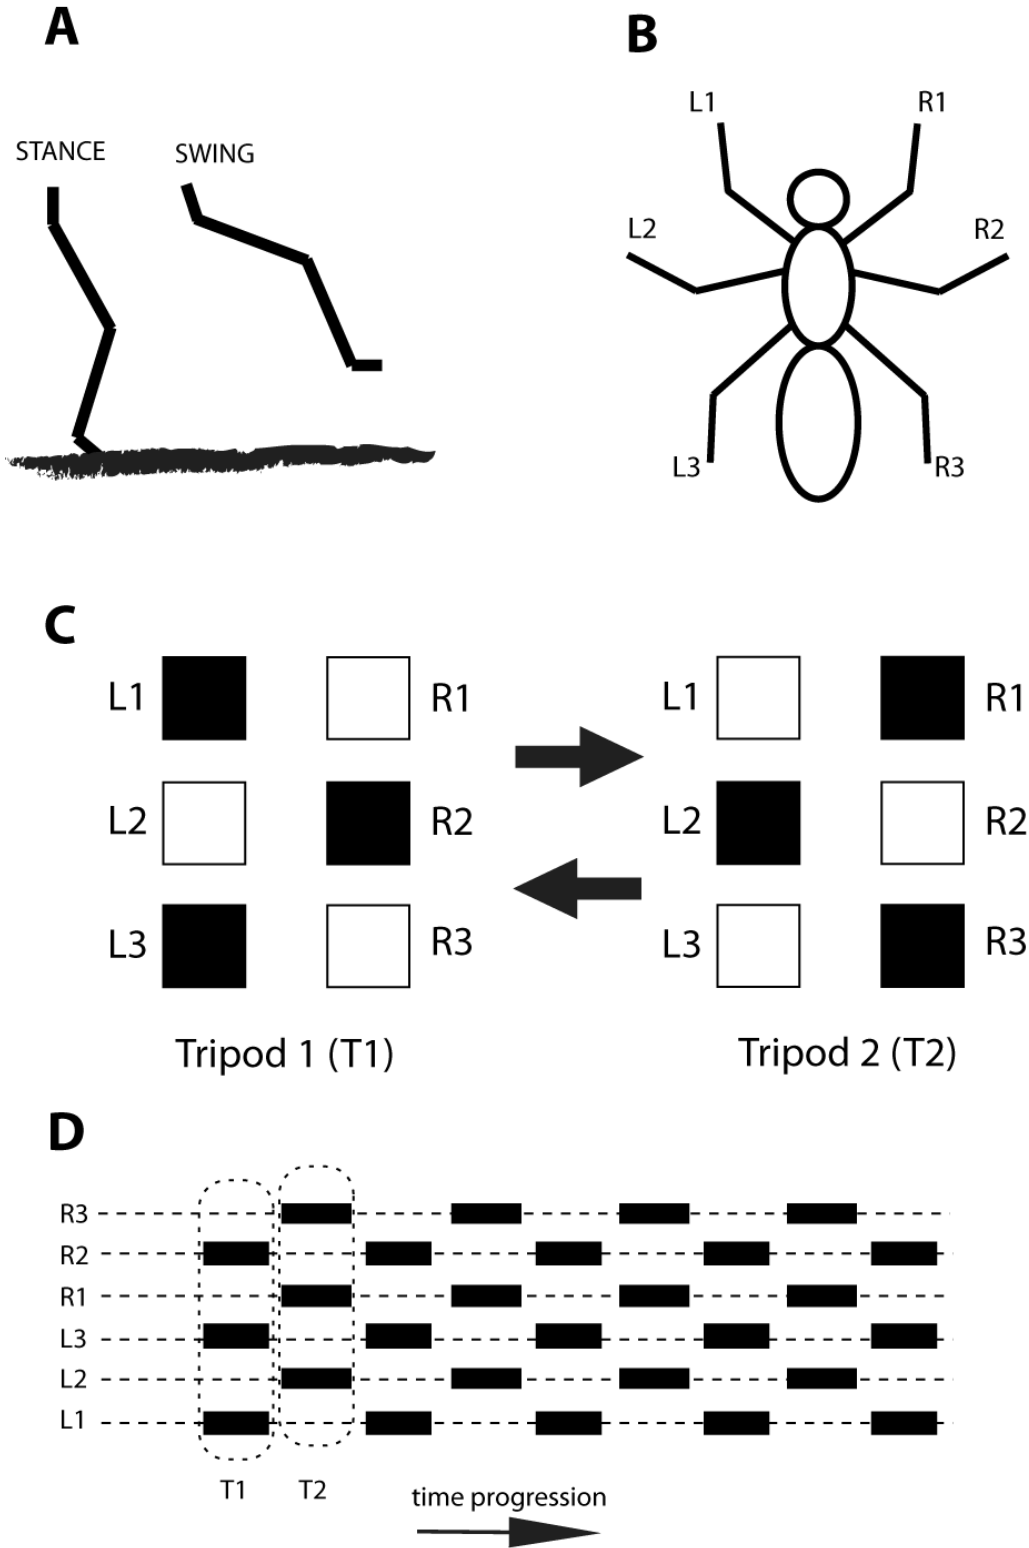 A
B
STANCE
SWING
L1
R1
L2
R2
L3
R3
C
L1
R1
L1
R1
L2
R2
L2
R2
L3
R3
L3
R3
Tripod 1 (T1)
Tripod 2 (T2)
D
R3
R2
R1
L3
L2
L1
T1
T2
time progression